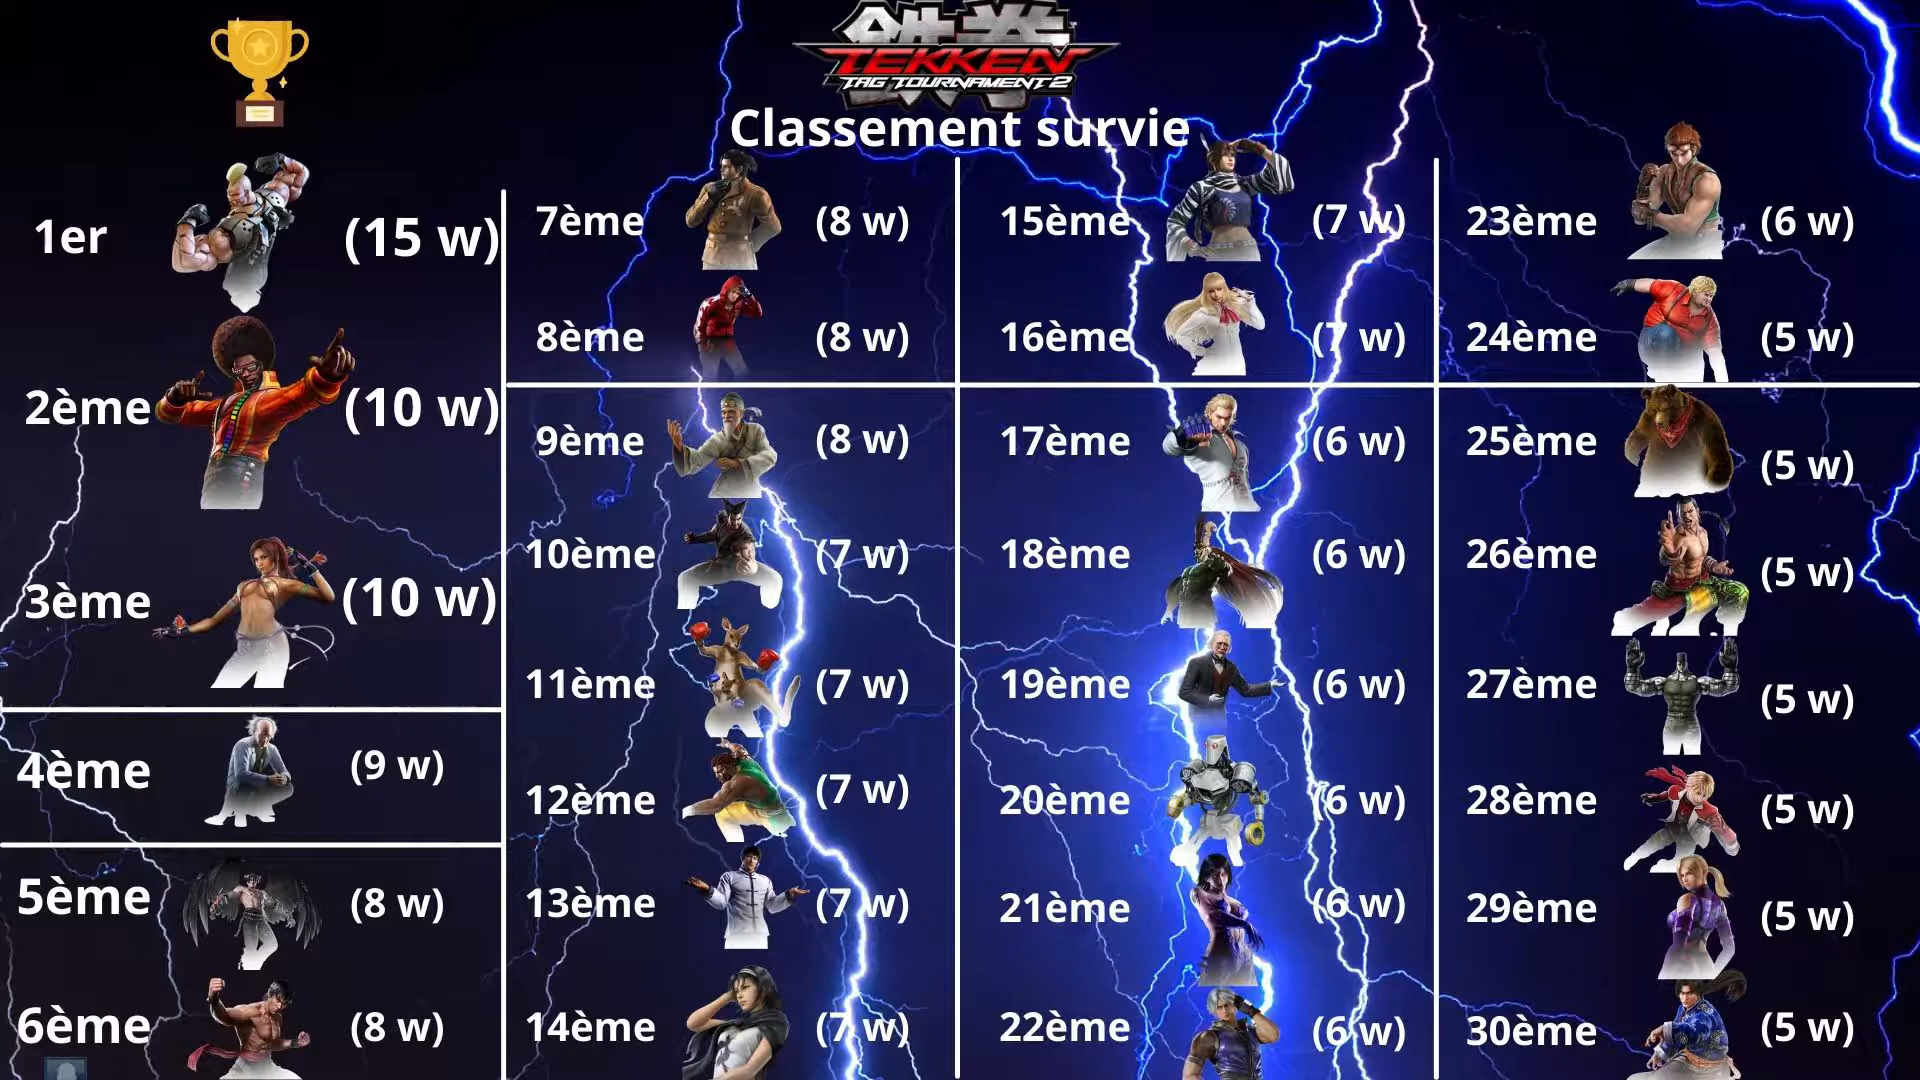 TEKKEN
TAG TOURNAMENT 2
Classement survie
1er (15 w)
2ème (10 w)
3ème (10 w)
4ème (9 w)
5ème (8 w)
6ème (8 w)
7ème (8 w)
8ème (8 w)
9ème (8 w)
10ème (7 w)
11ème (7 w)
12ème (7 w)
13ème (7 w)
14ème (7 w)
15ème (7 w)
16ème (7 w)
17ème (6 w)
18ème (6 w)
19ème (6 w)
20ème (6 w)
21ème (6 w)
22ème (6 w)
23ème (6 w)
24ème (5 w)
25ème (5 w)
26ème (5 w)
27ème (5 w)
28ème (5 w)
29ème (5 w)
30ème (5 w)